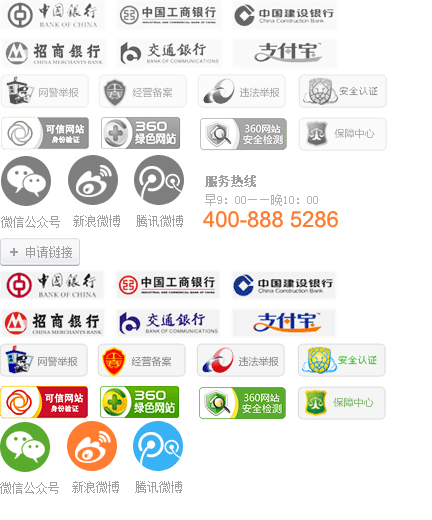 中国银行 中国工商银行 中国建设银行
BANK OF CHINA INDUSTRIAL AND COMMERCIAL BANK OF CHINA China Construction Bank
招商银行 交通银行 支付宝
CHINA MERCHANTS BANK BANK OF COMMUNICATIONS
网警举报 经营备案 违法举报 安全认证
可信网站 360 360网站 保障中心
身份验证 绿色网站 安全检测
服务热线
早9：00一一晚10：00
400-888 5286
微信公众号 新浪微博 腾讯微博
+ 申请链接
中国银行 中国工商银行 中国建设银行
BANK OF CHINA INDUSTRIAL AND COMMERCIAL BANK OF CHINA China Construction Bank
招商银行 交通银行 支付宝
CHINA MERCHANTS BANK BANK OF COMMUNICATIONS
网警举报 经营备案 违法举报 安全认证
可信网站 360 360网站 保障中心
身份验证 绿色网站 安全检测
微信公众号 新浪微博 腾讯微博